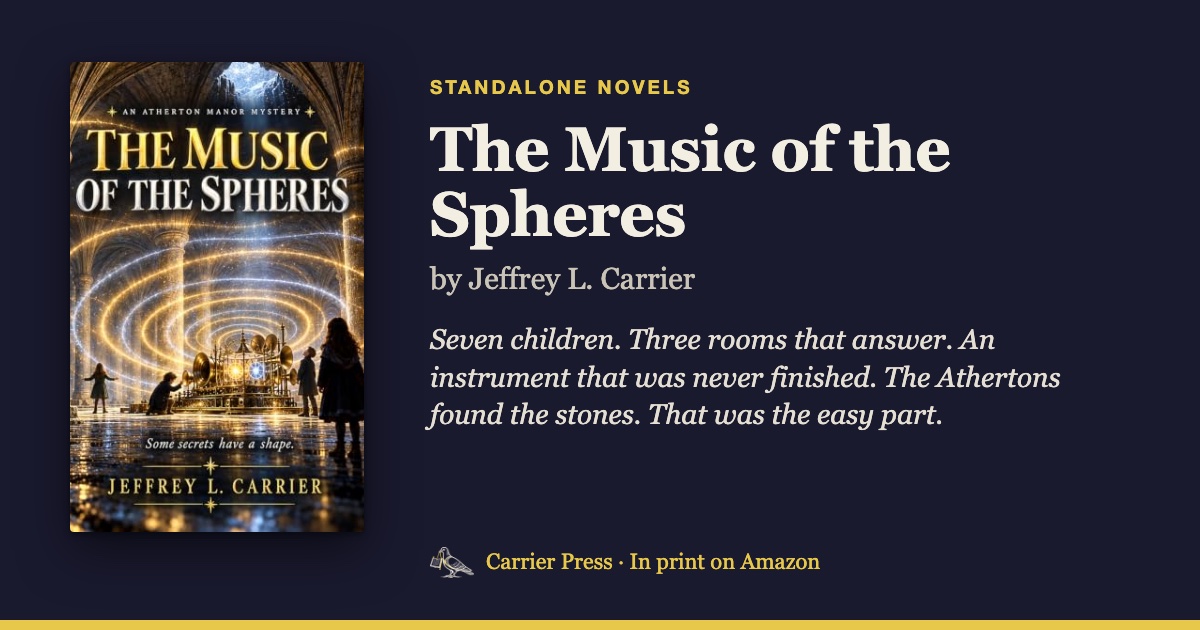 AN ATHERTON MANOR MYSTERY
THE MUSIC
OF THE SPHERES
Some secrets have a shape.
JEFFREY L. CARRIER
STANDALONE NOVELS
The Music of the
Spheres
by Jeffrey L. Carrier
Seven children. Three rooms that answer. An
instrument that was never finished. The Athertons
found the stones. That was the easy part.
Carrier Press · In print on Amazon